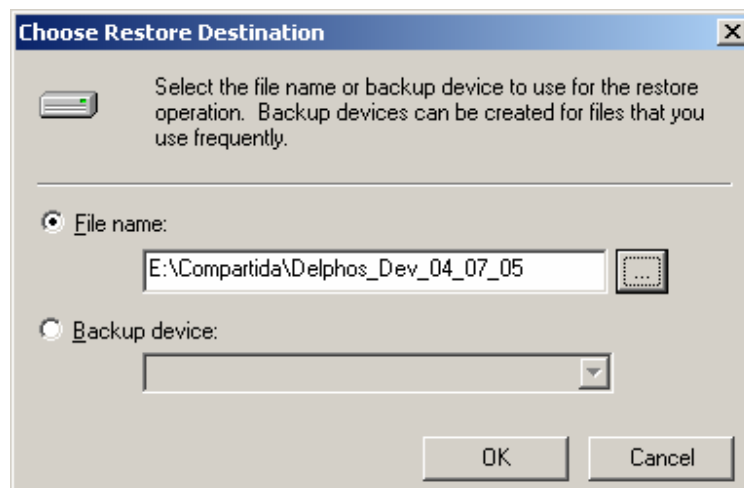 Choose Restore Destination
Select the file name or backup device to use for the restore
operation. Backup devices can be created for files that you
use frequently.
File name:
E:\Compartida\Delphos_Dev_04_07_05
...
Backup device:
OK Cancel